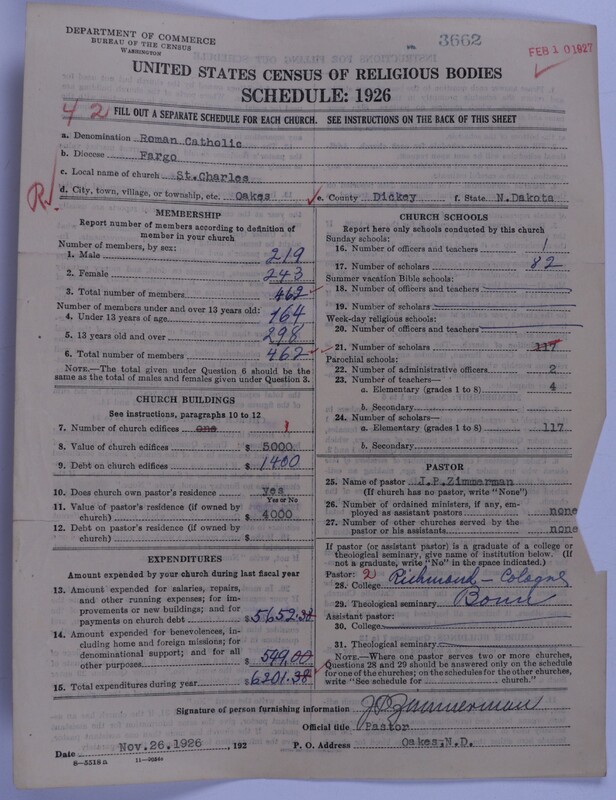 DEPARTMENT OF COMMERCE
BUREAU OF THE CENSUS
WASHINGTON
No. 3662
FEB 10 1927
UNITED STATES CENSUS OF RELIGIOUS BODIES
SCHEDULE: 1926
42
FILL OUT A SEPARATE SCHEDULE FOR EACH CHURCH. SEE INSTRUCTIONS ON THE BACK OF THIS SHEET
a. Denomination Roman Catholic
b. Diocese Fargo
c. Local name of church St.Charles
d. City, town, village, or township, etc. Oakes e. County Dickey f. State N.Dakota
R
MEMBERSHIP
Report number of members according to definition of
member in your church
Number of members, by sex:
1. Male 219
2. Female 243
3. Total number of members 462
Number of members under and over 13 years old:
4. Under 13 years of age 164
5. 13 years old and over 298
6. Total number of members 462
NOTE.—The total given under Question 6 should be the
same as the total of males and females given under Question 3.
CHURCH BUILDINGS
See instructions, paragraphs 10 to 12
7. Number of church edifices one 1
8. Value of church edifices $ 5000
9. Debt on church edifices $ 1400
10. Does church own pastor's residence yes
Yes or No
11. Value of pastor's residence (if owned by
church) $ 4000
12. Debt on pastor's residence (if owned by
church) $
EXPENDITURES
Amount expended by your church during last fiscal year
13. Amount expended for salaries, repairs,
and other running expenses; for im-
provements or new buildings; and for
payments on church debt $ 5652.38
14. Amount expended for benevolences, in-
cluding home and foreign missions; for
denominational support; and for all
other purposes $ 549.00
15. Total expenditures during year $ 6201.38
CHURCH SCHOOLS
Report here only schools conducted by this church
Sunday schools:
16. Number of officers and teachers 1
17. Number of scholars 82
Summer vacation Bible schools:
18. Number of officers and teachers
19. Number of scholars
Week-day religious schools:
20. Number of officers and teachers
21. Number of scholars 117
Parochial schools:
22. Number of administrative officers 2
23. Number of teachers—
a. Elementary (grades 1 to 8) 4
b. Secondary
24. Number of scholars—
a. Elementary (grades 1 to 8) 117
b. Secondary
PASTOR
25. Name of pastor J.P.Zimmerman
(If church has no pastor, write "None")
26. Number of ordained ministers, if any, em-
ployed as assistant pastors none
27. Number of other churches served by the
pastor or his assistants none
If pastor (or assistant pastor) is a graduate of a college or
theological seminary, give name of institution below. (If
not a graduate, write "No" in the space indicated.)
Pastor: 2
28. College Richmond - Cologne
29. Theological seminary Bonn
Assistant pastor:
30. College
31. Theological seminary
NOTE.—Where one pastor serves two or more churches,
Questions 28 and 29 should be answered only on the schedule
for one of the churches; on the schedules for the other churches,
write "See schedule for church."
Signature of person furnishing information J.P.Zimmerman
Official title Pastor
Date Nov.26.1926 , 192 P. O. Address Oakes,N.D.
8—5518a